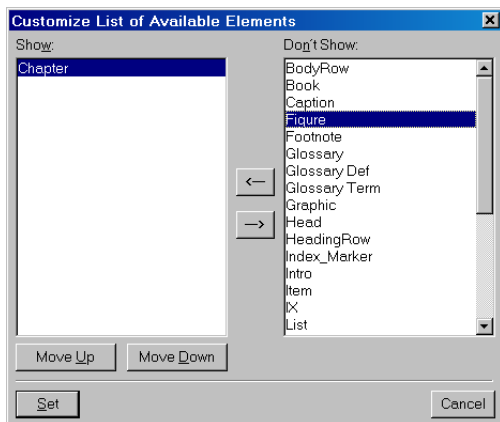 Customize List of Available Elements
Show:
Don't Show:
Chapter
BodyRow
Book
Caption
Figure
Footnote
Glossary
Glossary Def
Glossary Term
Graphic
Head
HeadingRow
Index_Marker
Intro
Item
IX
List
<—
—>
Move Up
Move Down
Set
Cancel